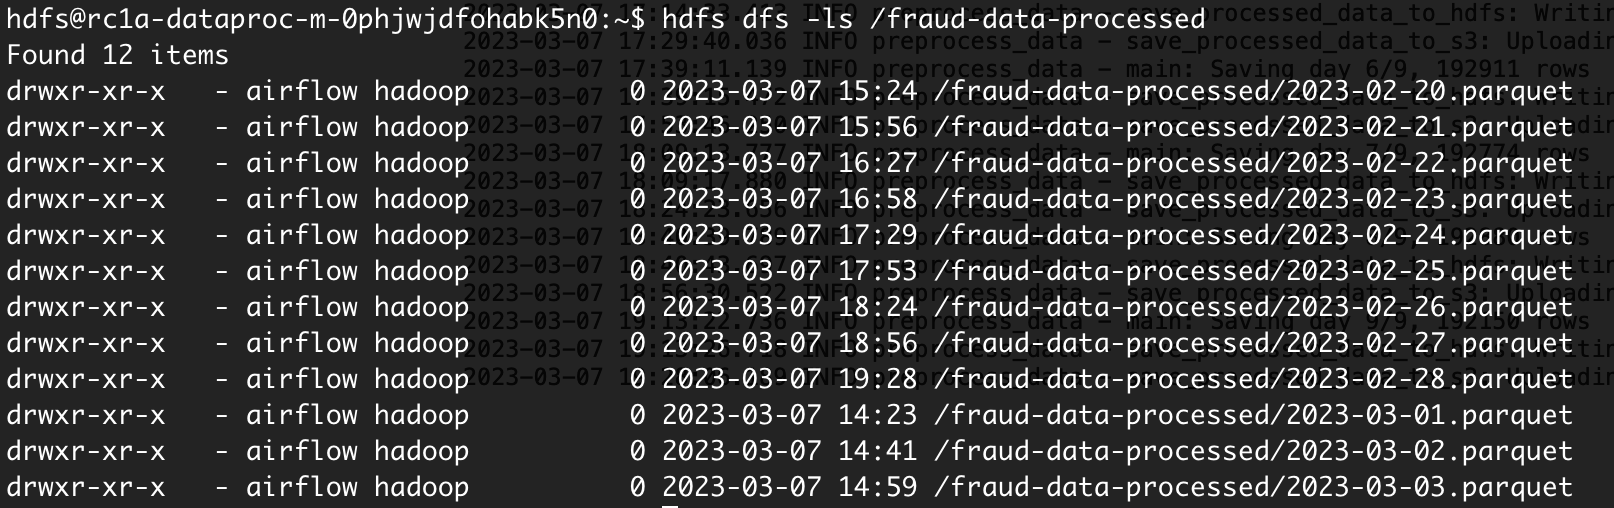 hdfs@rc1a-dataproc-m-0phjwjdfohabk5n0:~$ hdfs dfs -ls /fraud-data-processed
Found 12 items
drwxr-xr-x   - airflow hadoop          0 2023-03-07 15:24 /fraud-data-processed/2023-02-20.parquet
drwxr-xr-x   - airflow hadoop          0 2023-03-07 15:56 /fraud-data-processed/2023-02-21.parquet
drwxr-xr-x   - airflow hadoop          0 2023-03-07 16:27 /fraud-data-processed/2023-02-22.parquet
drwxr-xr-x   - airflow hadoop          0 2023-03-07 16:58 /fraud-data-processed/2023-02-23.parquet
drwxr-xr-x   - airflow hadoop          0 2023-03-07 17:29 /fraud-data-processed/2023-02-24.parquet
drwxr-xr-x   - airflow hadoop          0 2023-03-07 17:53 /fraud-data-processed/2023-02-25.parquet
drwxr-xr-x   - airflow hadoop          0 2023-03-07 18:24 /fraud-data-processed/2023-02-26.parquet
drwxr-xr-x   - airflow hadoop          0 2023-03-07 18:56 /fraud-data-processed/2023-02-27.parquet
drwxr-xr-x   - airflow hadoop          0 2023-03-07 19:28 /fraud-data-processed/2023-02-28.parquet
drwxr-xr-x   - airflow hadoop          0 2023-03-07 14:23 /fraud-data-processed/2023-03-01.parquet
drwxr-xr-x   - airflow hadoop          0 2023-03-07 14:41 /fraud-data-processed/2023-03-02.parquet
drwxr-xr-x   - airflow hadoop          0 2023-03-07 14:59 /fraud-data-processed/2023-03-03.parquet